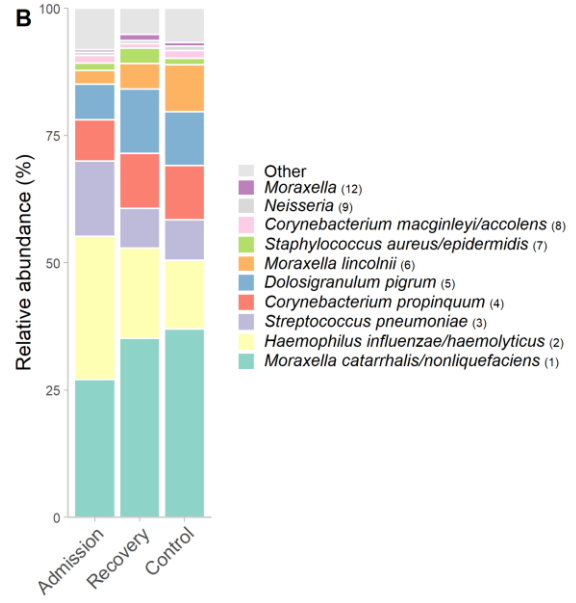 B
Relative abundance (%)
100
75
50
25
0
Admission
Recovery
Control
Other
Moraxella (12)
Neisseria (9)
Corynebacterium macginleyi/accolens (8)
Staphylococcus aureus/epidermidis (7)
Moraxella lincolnii (6)
Dolosigranulum pigrum (5)
Corynebacterium propinquum (4)
Streptococcus pneumoniae (3)
Haemophilus influenzae/haemolyticus (2)
Moraxella catarrhalis/nonliquefaciens (1)